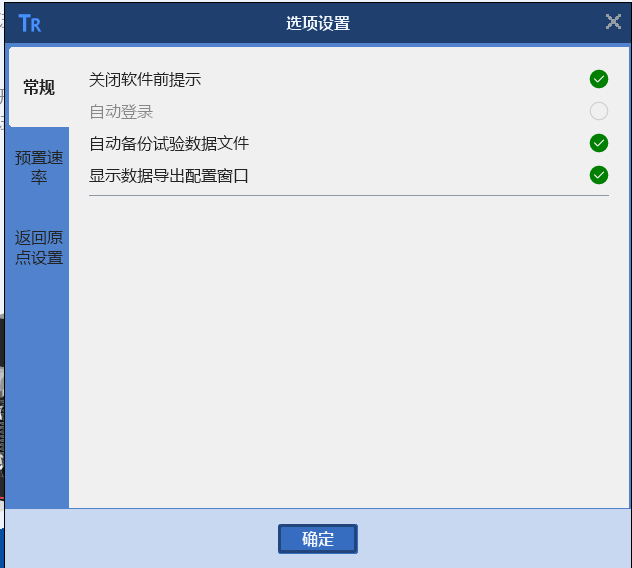 TR
选项设置
常规
关闭软件前提示
自动登录
自动备份试验数据文件
显示数据导出配置窗口
预置速
率
返回原
点设置
确定